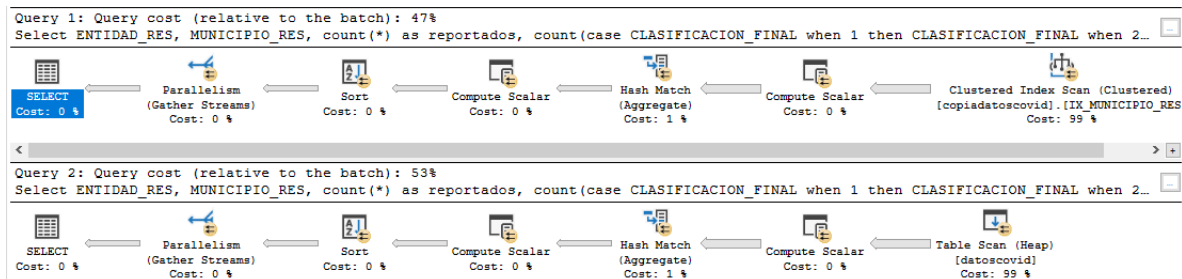 Query 1: Query cost (relative to the batch): 47%
Select ENTIDAD_RES, MUNICIPIO_RES, count(*) as reportados, count(case CLASIFICACION_FINAL when 1 then CLASIFICACION_FINAL when 2…
SELECT
Cost: 0 %
Parallelism
(Gather Streams)
Cost: 0 %
Sort
Cost: 0 %
Compute Scalar
Cost: 0 %
Hash Match
(Aggregate)
Cost: 1 %
Compute Scalar
Cost: 0 %
Clustered Index Scan (Clustered)
[copiadatoscovid].[IX_MUNICIPIO_RES
Cost: 99 %
Query 2: Query cost (relative to the batch): 53%
Select ENTIDAD_RES, MUNICIPIO_RES, count(*) as reportados, count(case CLASIFICACION_FINAL when 1 then CLASIFICACION_FINAL when 2…
SELECT
Cost: 0 %
Parallelism
(Gather Streams)
Cost: 0 %
Sort
Cost: 0 %
Compute Scalar
Cost: 0 %
Hash Match
(Aggregate)
Cost: 1 %
Compute Scalar
Cost: 0 %
Table Scan (Heap)
[datoscovid]
Cost: 99 %